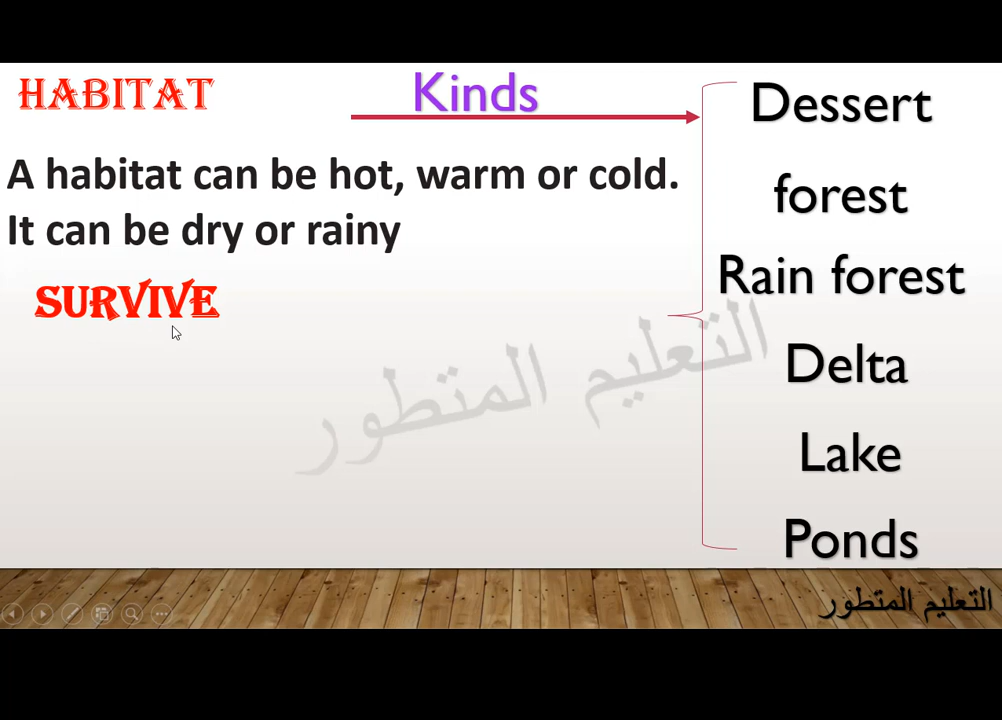 HABITAT
Kinds
A habitat can be hot, warm or cold.
It can be dry or rainy
SURVIVE
Dessert
forest
Rain forest
Delta
Lake
Ponds
التعليم المتطور
التعليم المتطور